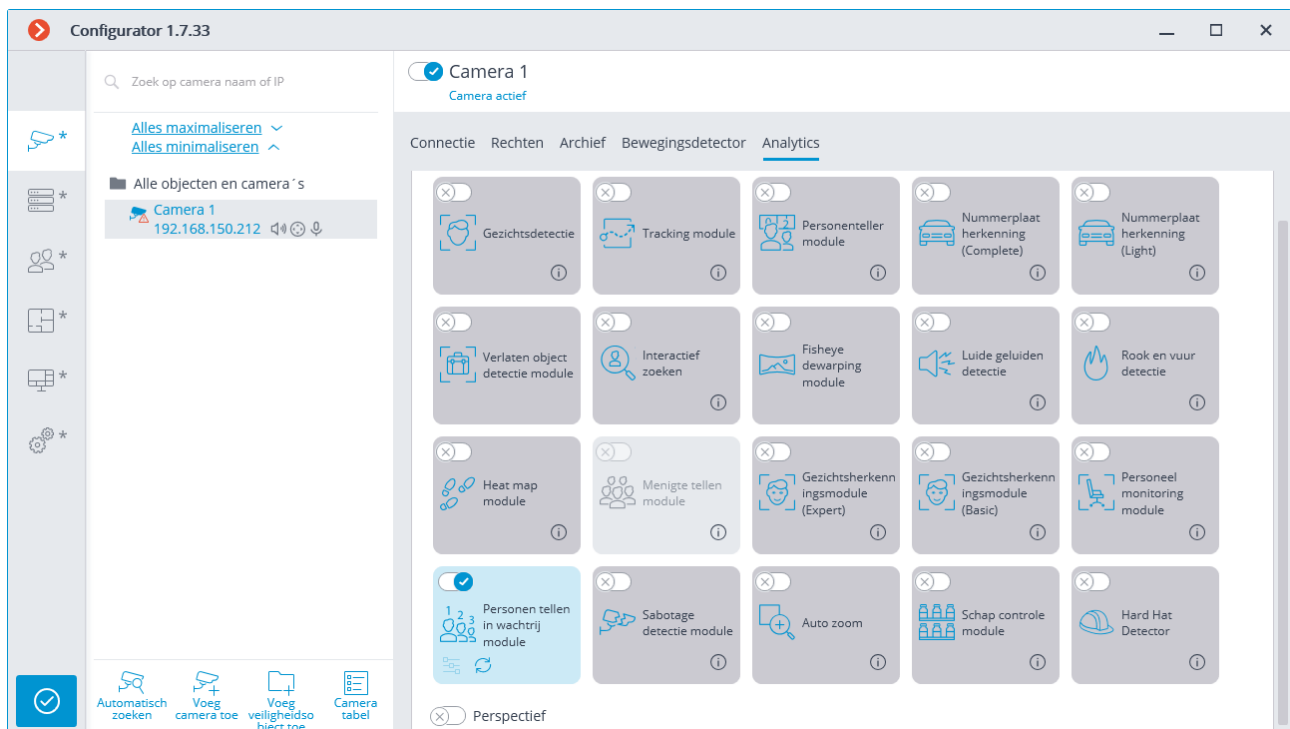 Configurator 1.7.33
Zoek op camera naam of IP
Alles maximaliseren
Alles minimaliseren
Alle objecten en camera´s
Camera 1
192.168.150.212
Automatisch
zoeken
Voeg
camera toe
Voeg
veiligheidso
bject toe
Camera
tabel
Camera 1
Camera actief
Connectie Rechten Archief Bewegingsdetector Analytics
Gezichtsdetectie
Tracking module
Personenteller
module
Nummerplaat
herkenning
(Complete)
Nummerplaat
herkenning
(Light)
Verlaten object
detectie module
Interactief
zoeken
Fisheye
dewarping
module
Luide geluiden
detectie
Rook en vuur
detectie
Heat map
module
Menigte tellen
module
Gezichtsherkenn
ingsmodule
(Expert)
Gezichtsherkenn
ingsmodule
(Basic)
Personeel
monitoring
module
Personen tellen
in wachtrij
module
Sabotage
detectie module
Auto zoom
Schap controle
module
Hard Hat
Detector
Perspectief